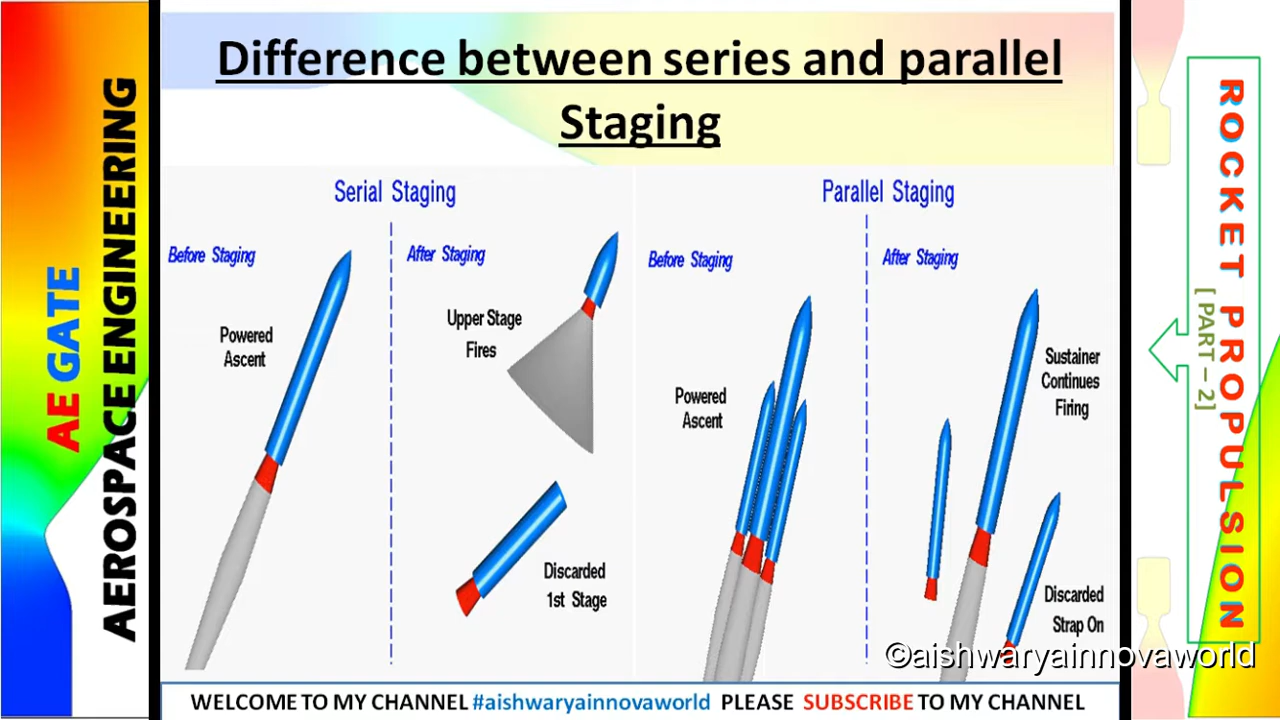 AE GATE
AEROSPACE ENGINEERING
Difference between series and parallel
Staging
Serial Staging
Before Staging
Powered
Ascent
After Staging
Upper Stage
Fires
Discarded
1st Stage
Parallel Staging
Before Staging
Powered
Ascent
After Staging
Sustainer
Continues
Firing
Discarded
Strap On
ROCKET PROPULSION
[ PART – 2]
©aishwaryainnovaworld
WELCOME TO MY CHANNEL #aishwaryainnovaworld PLEASE SUBSCRIBE TO MY CHANNEL